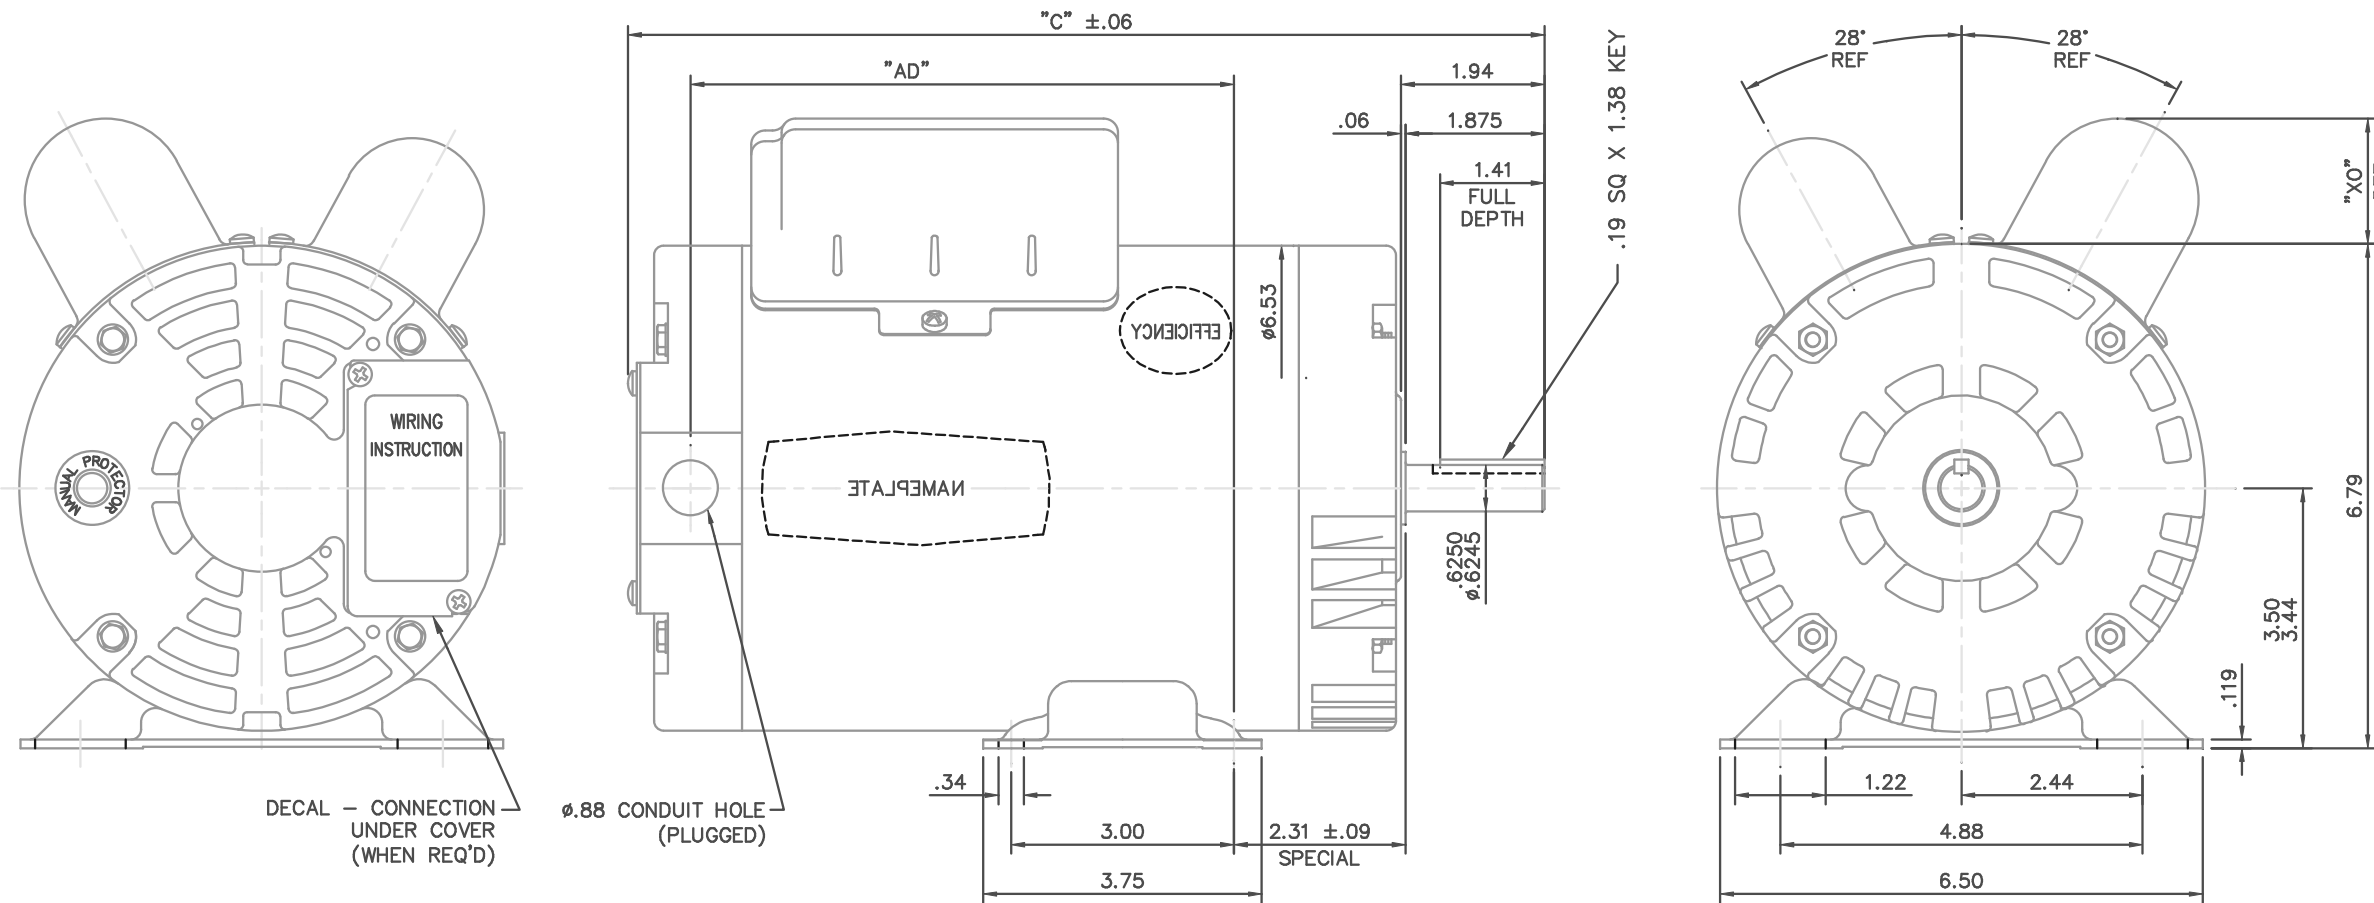 "C" ±.06
"AD"
1.94
.06
1.875
1.41
FULL
DEPTH
.19 SQ X 1.38 KEY
28°
REF
28°
REF
"XO"
6.79
ø6.53
EFFICIENCY
NAMEPLATE
WIRING
INSTRUCTION
MANUAL PROTECTOR
.6250
ø.6245
3.50
3.44
.119
DECAL – CONNECTION
UNDER COVER
(WHEN REQ'D)
ø.88 CONDUIT HOLE
(PLUGGED)
.34
3.00
2.31 ±.09
SPECIAL
3.75
1.22
2.44
4.88
6.50